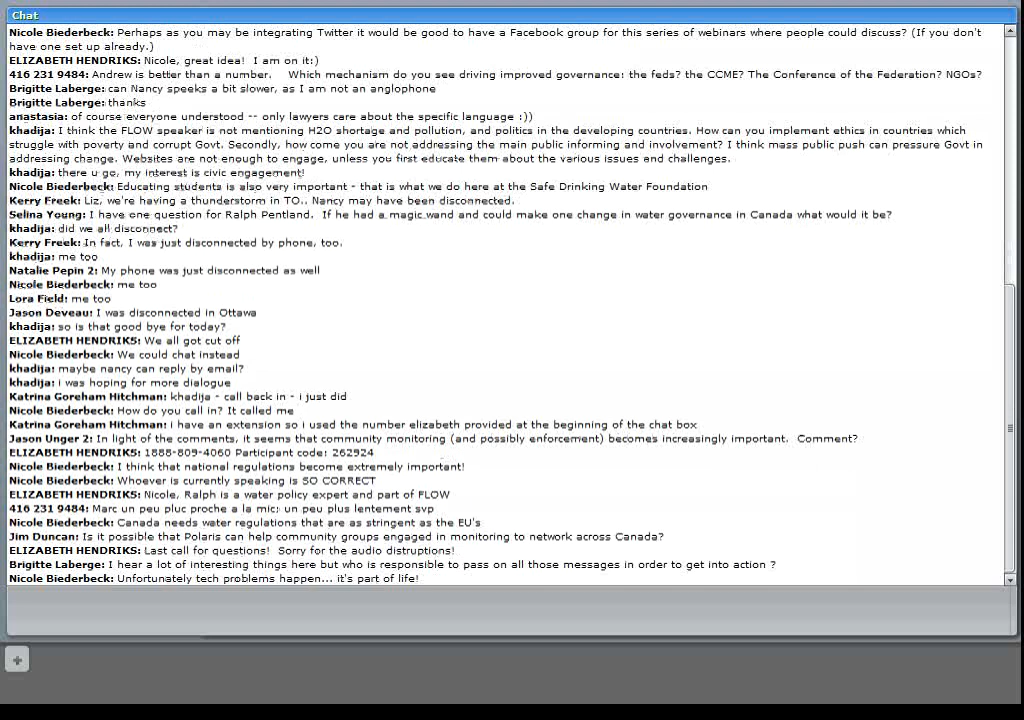 Chat
Nicole Biederbeck: Perhaps as you may be integrating Twitter it would be good to have a Facebook group for this series of webinars where people could discuss? (If you don't
have one set up already.)
ELIZABETH HENDRIKS: Nicole, great idea! I am on it:)
416 231 9484: Andrew is better than a number. Which mechanism do you see driving improved governance: the feds? the CCME? The Conference of the Federation? NGOs?
Brigitte Laberge: can Nancy speeks a bit slower, as I am not an anglophone
Brigitte Laberge: thanks
anastasia: of course everyone understood -- only lawyers care about the specific language :))
khadija: I think the FLOW speaker is not mentioning H2O shortage and pollution, and politics in the developing countries. How can you implement ethics in countries which
struggle with poverty and corrupt Govt. Secondly, how come you are not addressing the main public informing and involvement? I think mass public push can pressure Govt in
addressing change. Websites are not enough to engage, unless you first educate them about the various issues and challenges.
khadija: there u go, my interest is civic engagement!
Nicole Biederbeck: Educating students is also very important - that is what we do here at the Safe Drinking Water Foundation
Kerry Freek: Liz, we're having a thunderstorm in TO.. Nancy may have been disconnected.
Selina Young: I have one question for Ralph Pentland. If he had a magic wand and could make one change in water governance in Canada what would it be?
khadija: did we all disconnect?
Kerry Freek: In fact, I was just disconnected by phone, too.
khadija: me too
Natalie Pepin 2: My phone was just disconnected as well
Nicole Biederbeck: me too
Lora Field: me too
Jason Deveau: I was disconnected in Ottawa
khadija: so is that good bye for today?
ELIZABETH HENDRIKS: We all got cut off
Nicole Biederbeck: We could chat instead
khadija: maybe nancy can reply by email?
khadija: i was hoping for more dialogue
Katrina Goreham Hitchman: khadija - call back in - i just did
Nicole Biederbeck: How do you call in? It called me
Katrina Goreham Hitchman: i have an extension so i used the number elizabeth provided at the beginning of the chat box
Jason Unger 2: In light of the comments, it seems that community monitoring (and possibly enforcement) becomes increasingly important. Comment?
ELIZABETH HENDRIKS: 1888-809-4060 Participant code: 262924
Nicole Biederbeck: I think that national regulations become extremely important!
Nicole Biederbeck: Whoever is currently speaking is SO CORRECT
ELIZABETH HENDRIKS: Nicole, Ralph is a water policy expert and part of FLOW
416 231 9484: Marc un peu pluc proche a la mic; un peu plus lentement svp
Nicole Biederbeck: Canada needs water regulations that are as stringent as the EU's
Jim Duncan: Is it possible that Polaris can help community groups engaged in monitoring to network across Canada?
ELIZABETH HENDRIKS: Last call for questions! Sorry for the audio distruptions!
Brigitte Laberge: I hear a lot of interesting things here but who is responsible to pass on all those messages in order to get into action ?
Nicole Biederbeck: Unfortunately tech problems happen... it's part of life!